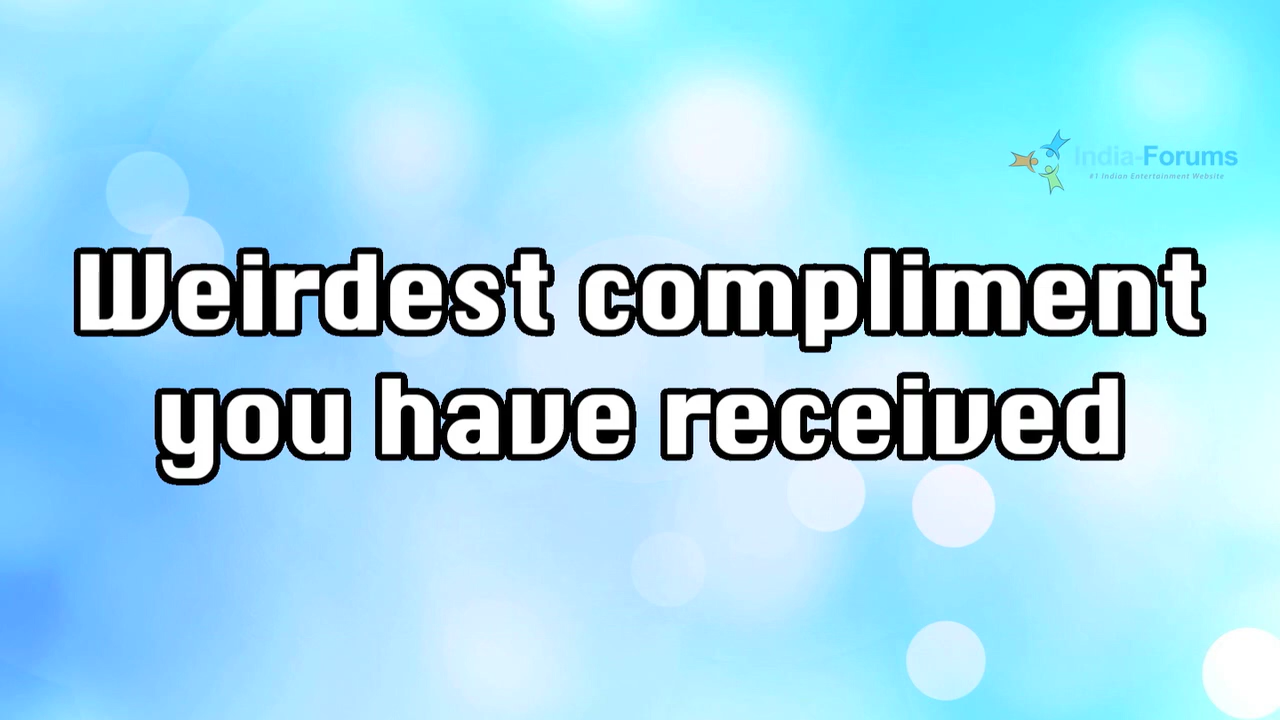 India-Forums
#1 Indian Entertainment Website
Weirdest compliment
you have received